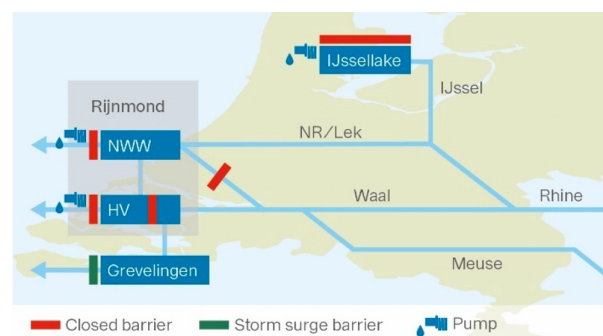 IJssellake
IJssel
Rijnmond
NWW
NR/Lek
HV
Waal
Rhine
Grevelingen
Meuse
Closed barrier
Storm surge barrier
Pump